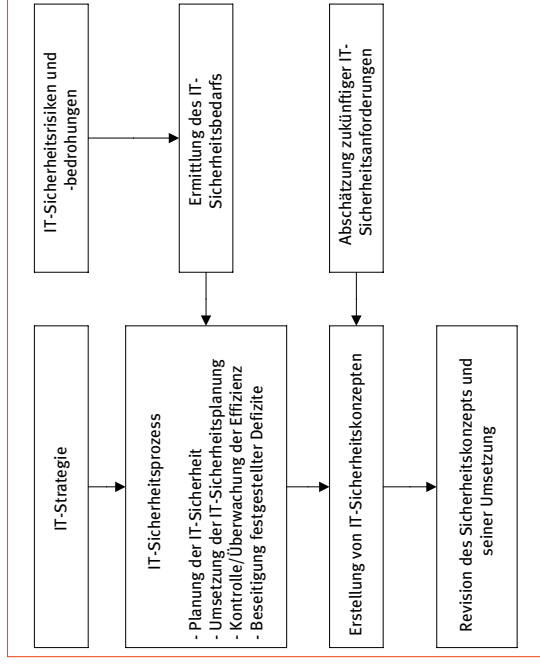 IT-Strategie
IT-Sicherheitsprozess
- Planung der IT-Sicherheit
- Umsetzung der IT-Sicherheitsplanung
- Kontrolle/Überwachung der Effizienz
- Beseitigung festgestellter Defizite
Erstellung von IT-Sicherheitskonzepten
Revision des Sicherheitskonzepts und
seiner Umsetzung
IT-Sicherheitsrisiken und
-bedrohungen
Ermittlung des IT-
Sicherheitsbedarfs
Abschätzung zukünftiger IT-
Sicherheitsanforderungen